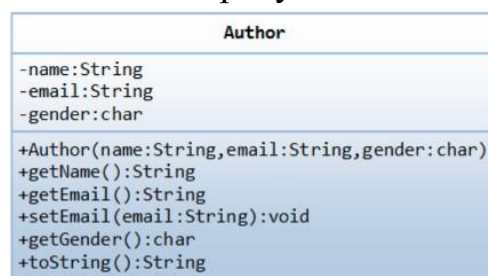 Author
-name:String
-email:String
-gender:char
+Author(name:String,email:String,gender:char)
+getName():String
+getEmail():String
+setEmail(email:String):void
+getGender():char
+toString():String